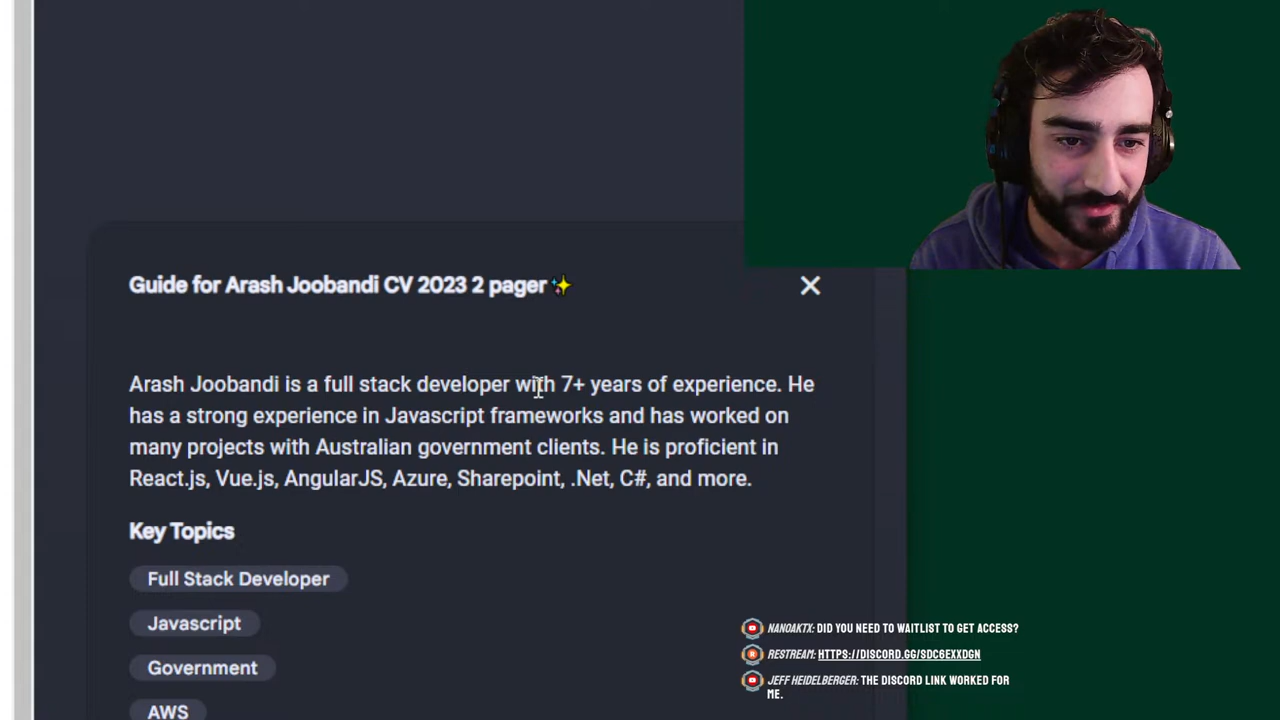 Guide for Arash Joobandi CV 2023 2 pager✨
Arash Joobandi is a full stack developer with 7+ years of experience. He
has a strong experience in Javascript frameworks and has worked on
many projects with Australian government clients. He is proficient in
React.js, Vue.js, AngularJS, Azure, Sharepoint, .Net, C#, and more.
Key Topics
Full Stack Developer
Javascript
Government
AWS
NANOAKTX: DID YOU NEED TO WAITLIST TO GET ACCESS?
RESTREAM: HTTPS://DISCORD.GG/SDC6EXXDGN
JEFF HEIDELBERGER: THE DISCORD LINK WORKED FOR
ME.